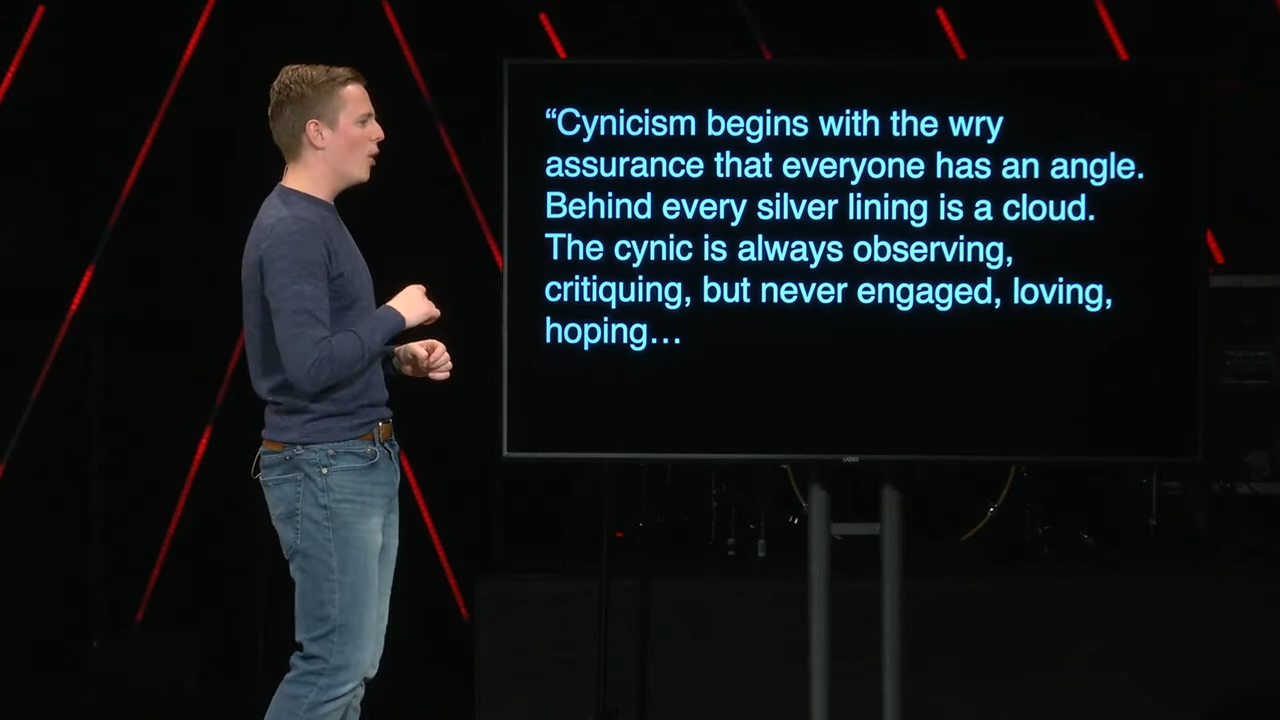 “Cynicism begins with the wry
assurance that everyone has an angle.
Behind every silver lining is a cloud.
The cynic is always observing,
critiquing, but never engaged, loving,
hoping…
VIZIO